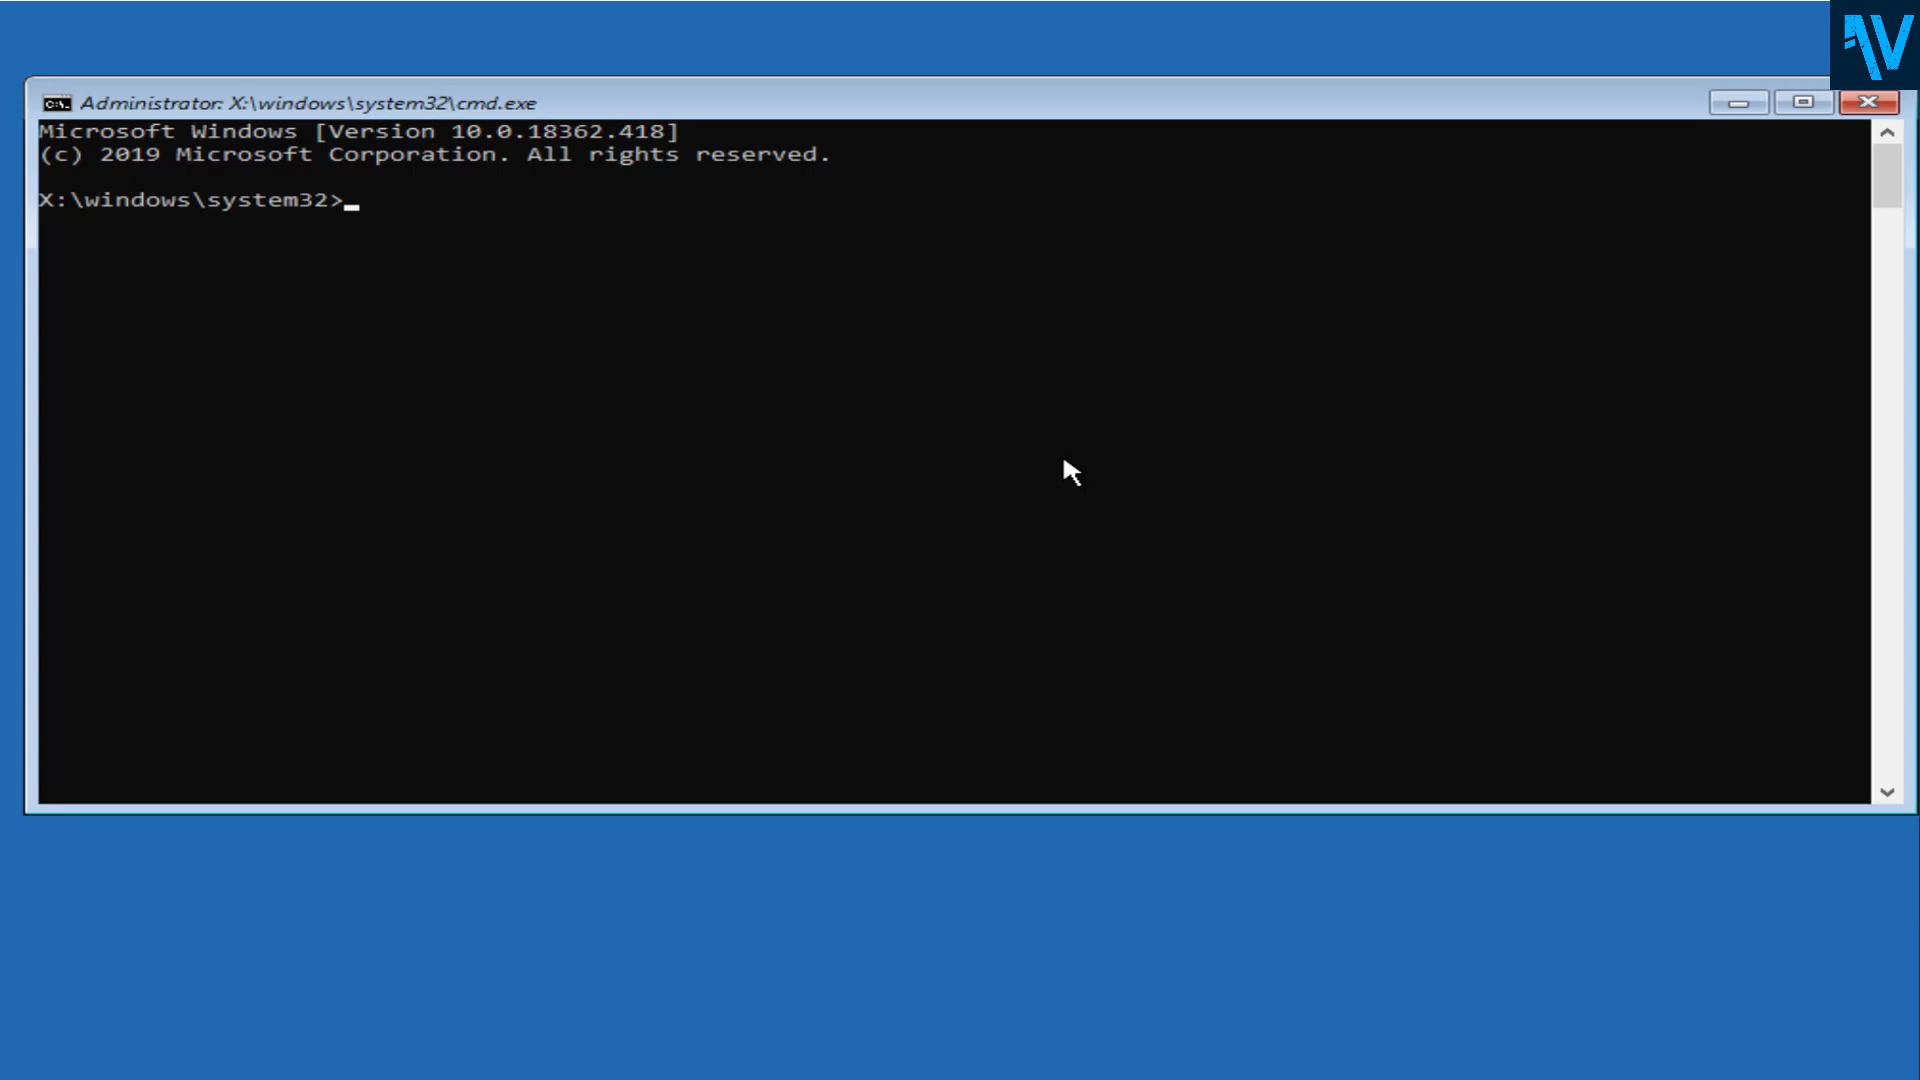 Administrator: X:\windows\system32\cmd.exe
Microsoft Windows [Version 10.0.18362.418]
(c) 2019 Microsoft Corporation. All rights reserved.
X:\windows\system32>